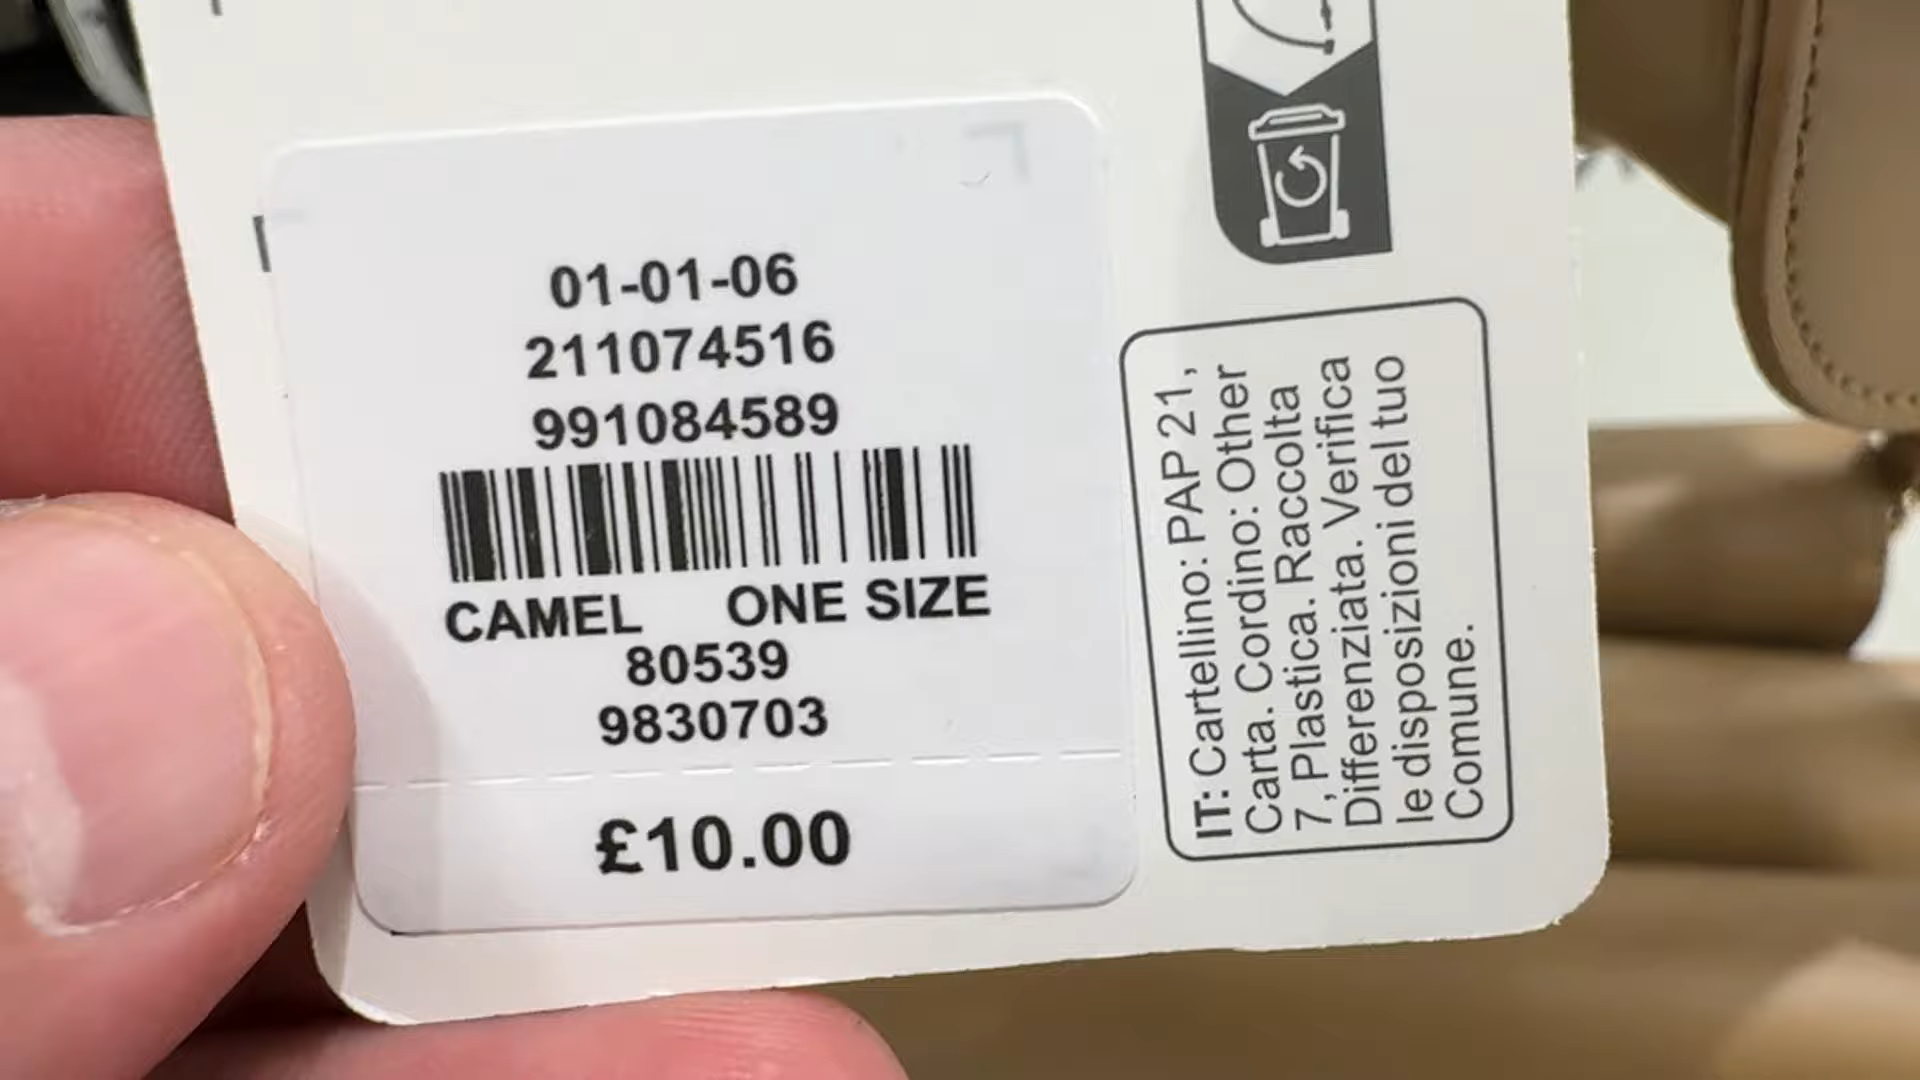 01-01-06
211074516
991084589
CAMEL ONE SIZE
80539
9830703
£10.00
IT: Cartellino: PAP 21,
Carta. Cordino: Other
7, Plastica. Raccolta
Differenziata. Verifica
le disposizioni del tuo
Comune.